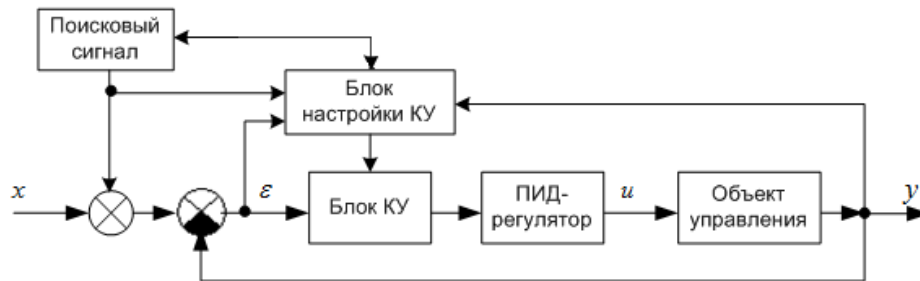 Поисковый
сигнал
Блок
настройки КУ
x
ε
Блок КУ
ПИД-
регулятор
u
Объект
управления
y